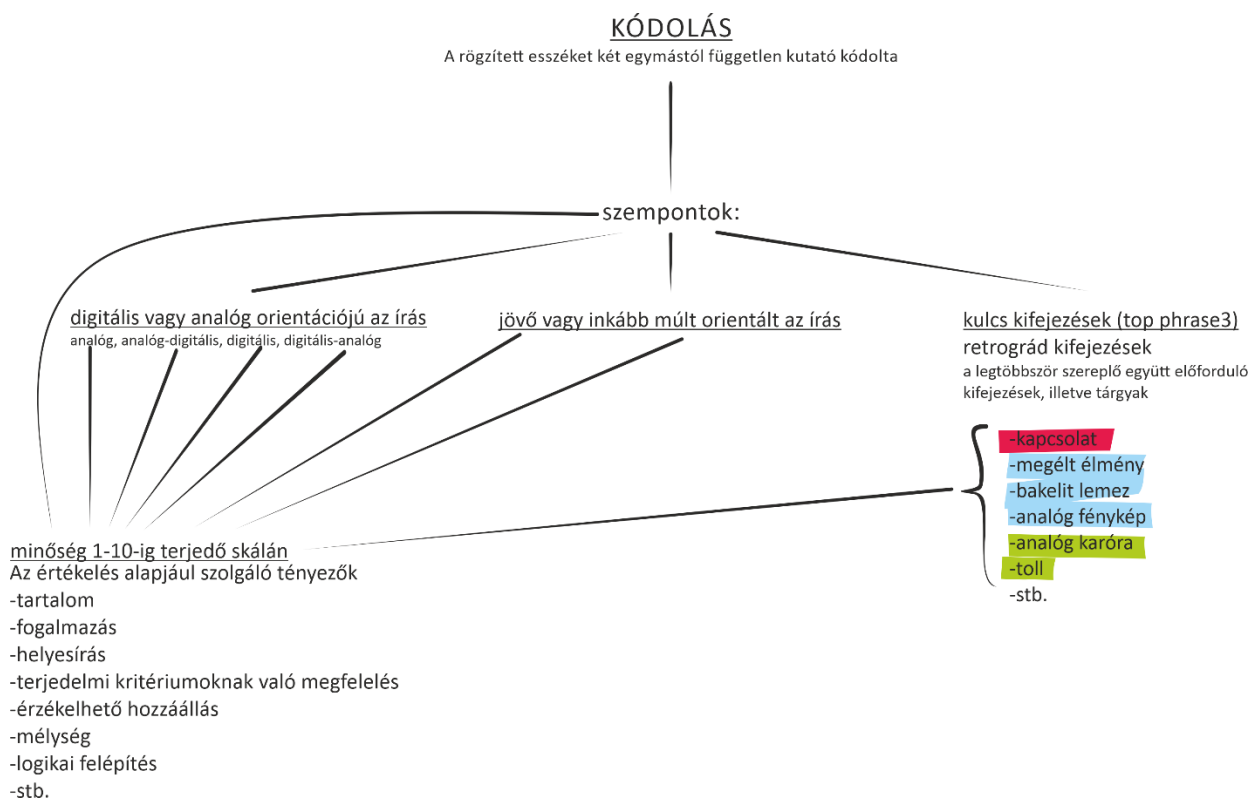 KÓDOLÁS
A rögzített esszéket két egymástól független kutató kódolta
szempontok:
digitális vagy analóg orientációjú az írás
analóg, analóg-digitális, digitális, digitális-analóg
jövő vagy inkább múlt orientált az írás
kulcs kifejezések (top phrase3)
retrográd kifejezések
a legtöbbször szereplő együtt előforduló
kifejezések, illetve tárgyak
-kapcsolat
-megélt élmény
-bakelit lemez
-analóg fénykép
-analóg karóra
-toll
-stb.
minőség 1-10-ig terjedő skálán
Az értékelés alapjául szolgáló tényezők
-tartalom
-fogalmazás
-helyesírás
-terjedelmi kritériumoknak való megfelelés
-érzékelhető hozzáállás
-mélység
-logikai felépítés
-stb.